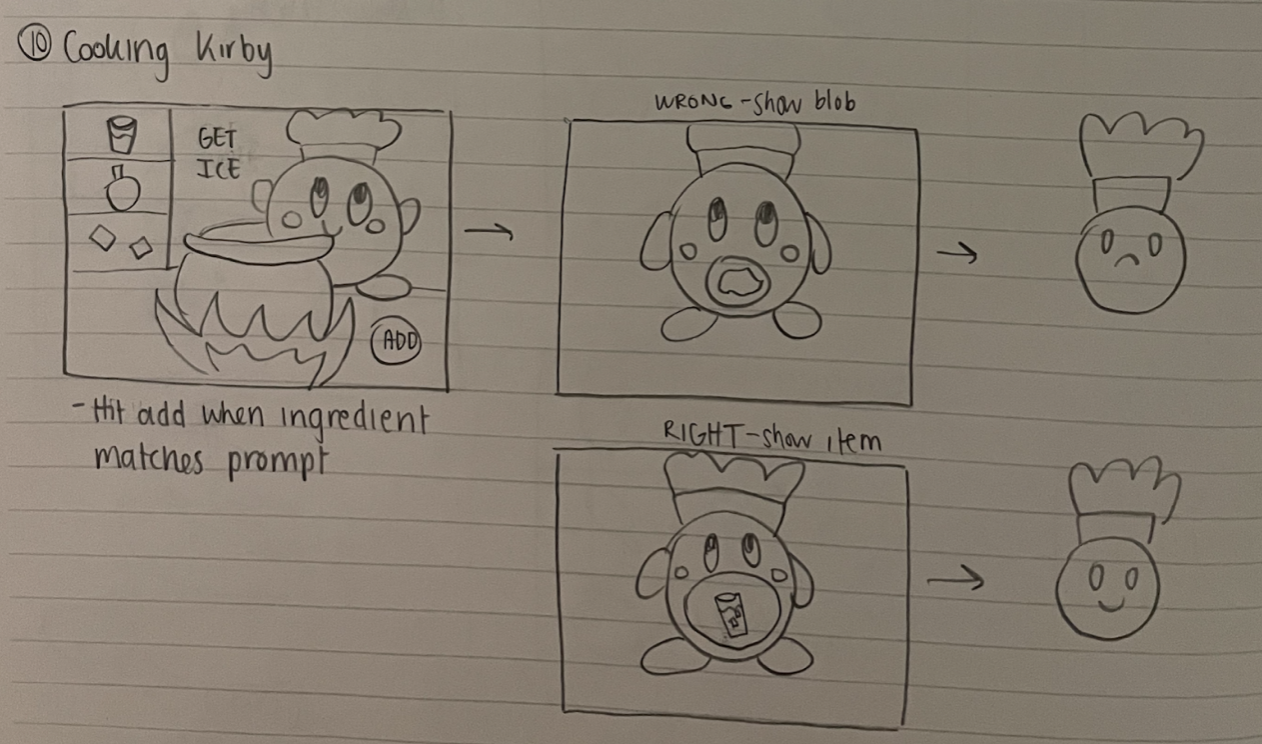 10 Cooking Kirby
GET
ICE
ADD
- Hit add when ingredient
matches prompt
WRONG - show blob
RIGHT - show item